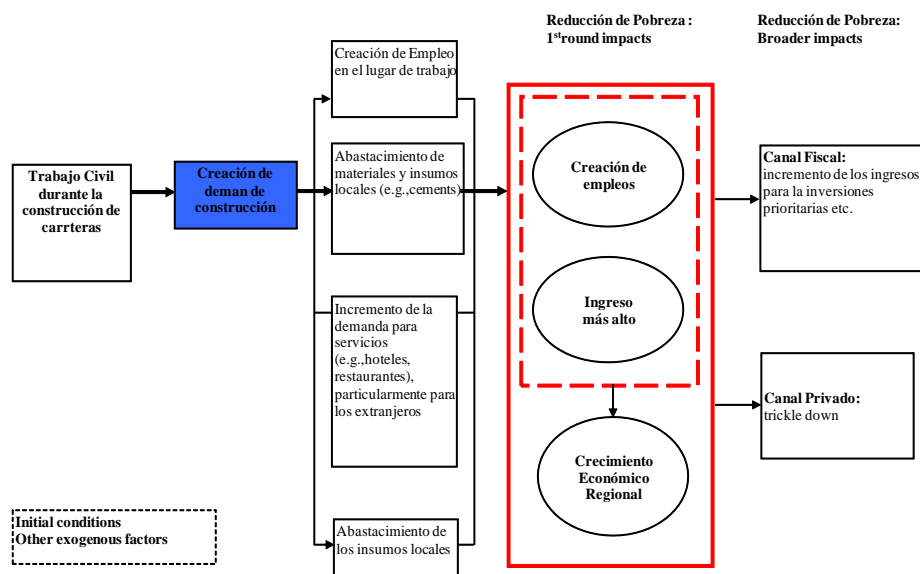 Reducción de Pobreza :
1st round impacts
Reducción de Pobreza:
Broader impacts
Creación de Empleo
en el lugar de trabajo
Trabajo Civil
durante la
construcción de
carrteras
Creación de
deman de
construcción
Abastacimiento de
materiales y insumos
locales (e.g.,cements)
Incremento de la
demanda para
servicios
(e.g.,hoteles,
restaurantes),
particularmente para
los extranjeros
Abastacimiento de
los insumos locales
Creación de
empleos
Ingreso
más alto
Crecimiento
Económico
Regional
Canal Fiscal:
incremento de los ingresos
para la inversiones
prioritarias etc.
Canal Privado:
trickle down
Initial conditions
Other exogenous factors